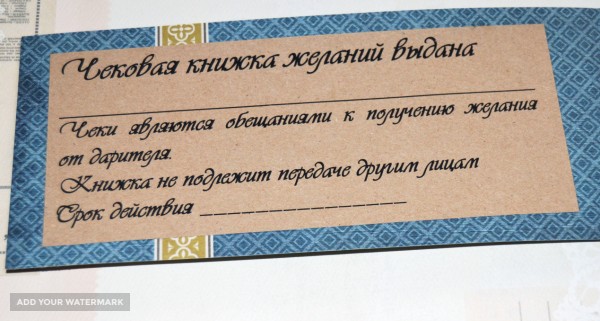 Чековая книжка желаний выдана
Чеки являются обещаниями к получению желания
от дарителя.
Книжка не подлежит передаче другим лицам
Срок действия _______________
ADD YOUR WATERMARK